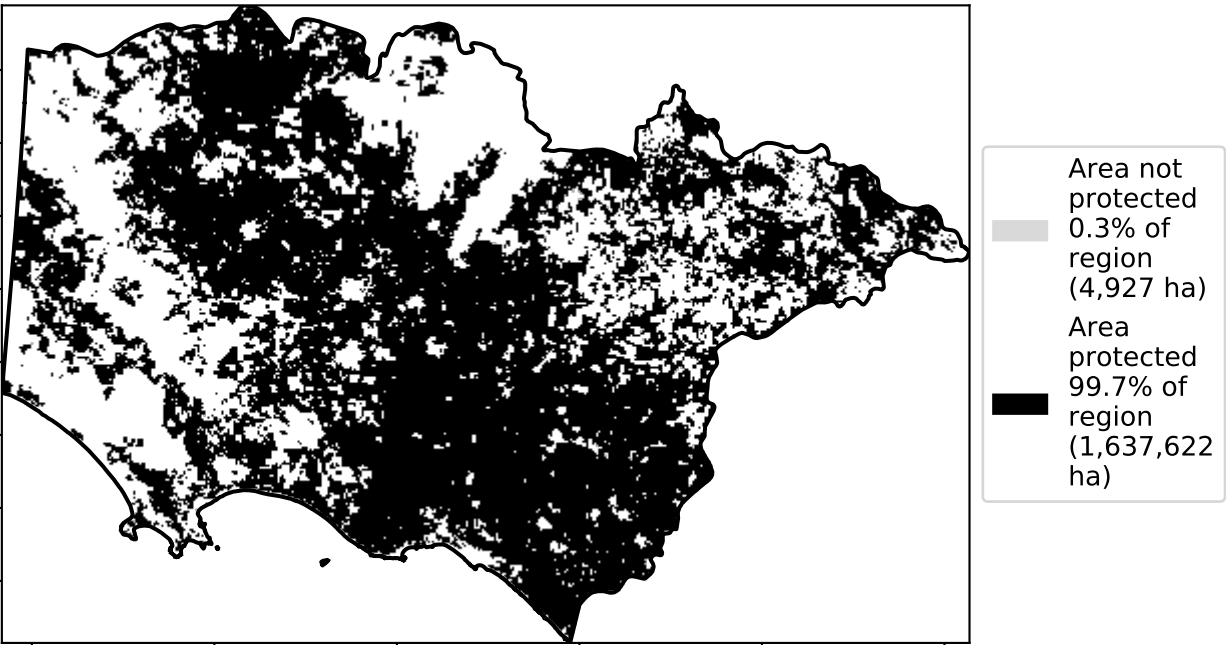 Area not
protected
0.3% of
region
(4,927 ha)
Area
protected
99.7% of
region
(1,637,622
ha)